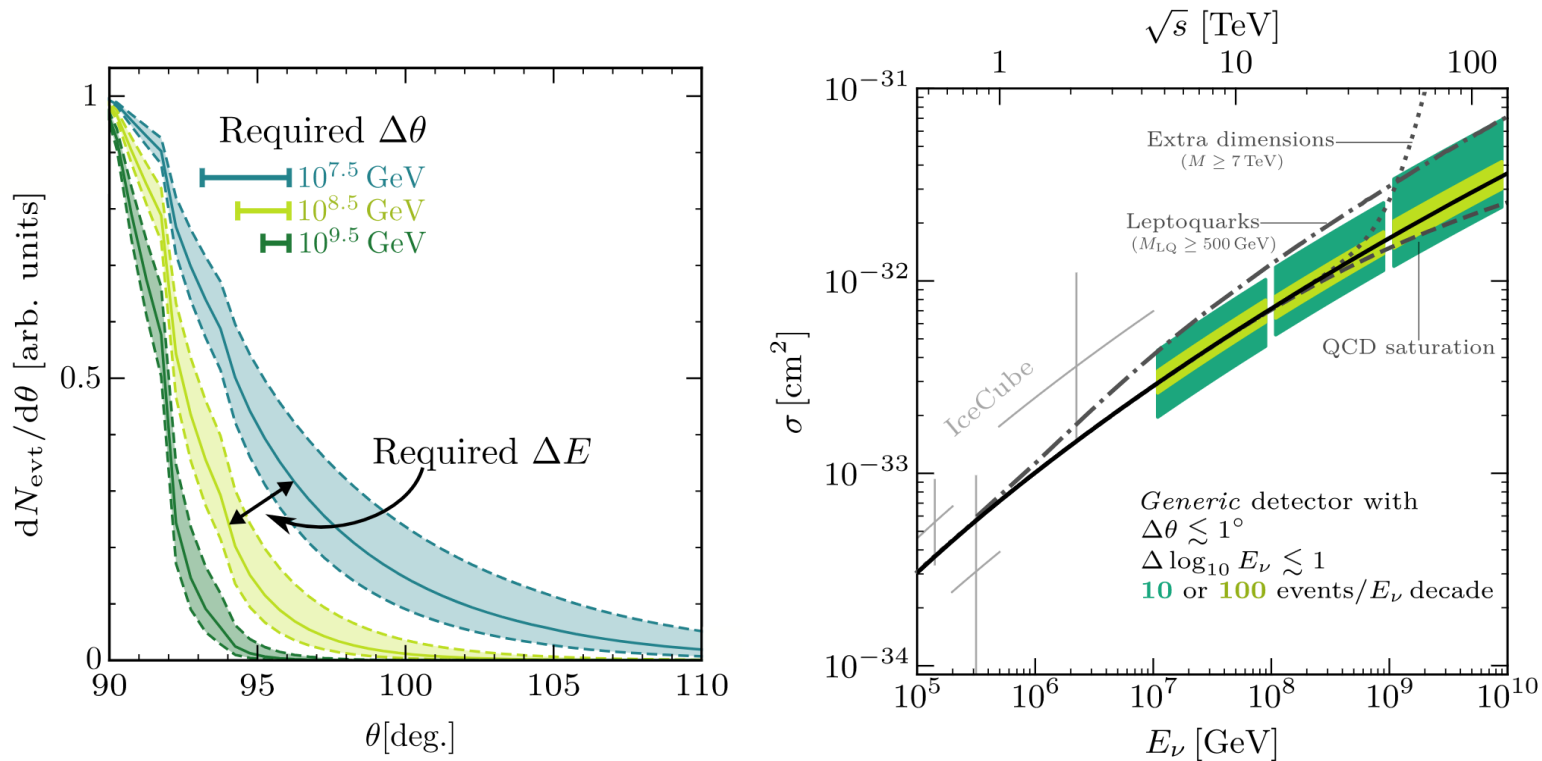 Required Δθ
10^7.5 GeV
10^8.5 GeV
10^9.5 GeV
Required ΔE
dN_evt/dθ [arb. units]
1
0.5
0
90
95
100
105
110
θ[deg.]
√s [TeV]
1
10
100
10^−31
10^−32
10^−33
10^−34
σ [cm^2]
Extra dimensions
(M ≥ 7 TeV)
Leptoquarks
(M_LQ ≥ 500 GeV)
QCD saturation
IceCube
Generic detector with
Δθ ≲ 1°
Δ log_10 E_ν ≲ 1
10 or 100 events/E_ν decade
10^5
10^6
10^7
10^8
10^9
10^10
E_ν [GeV]